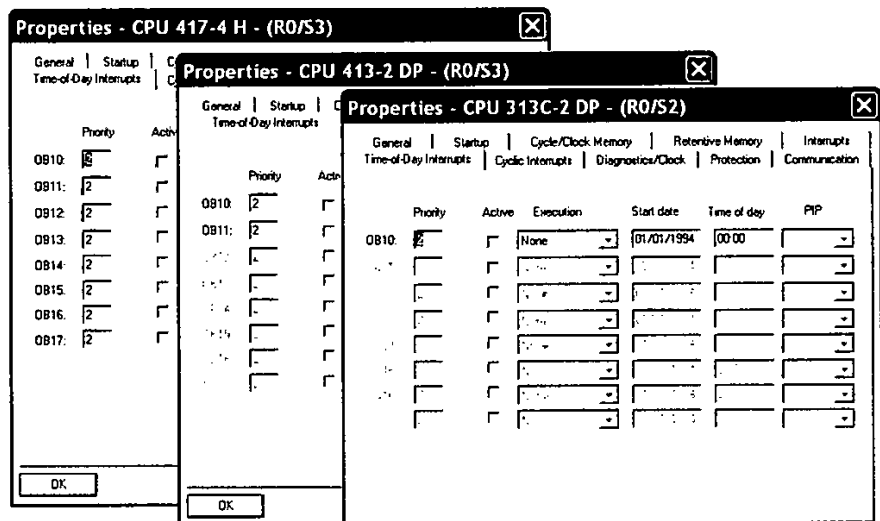 Properties - CPU 417-4 H - (R0/S3)
General Startup C
Time-of-Day Interrupts C
Priority Activ
OB10: 2
OB11: 2
OB12: 2
OB13: 2
OB14: 2
OB15: 2
OB16: 2
OB17: 2
OK
Properties - CPU 413-2 DP - (R0/S3)
General Startup C
Time-of-Day Interrupts
Priority Activ
OB10: 2
OB11: 2
OK
Properties - CPU 313C-2 DP - (R0/S2)
General Startup Cycle/Clock Memory Retentive Memory Interrupts
Time-of-Day Interrupts Cyclic Interrupts Diagnostics/Clock Protection Communication
Priority Active Execution Start date Time of day PIP
OB10: 2 None 01/01/1994 00:00